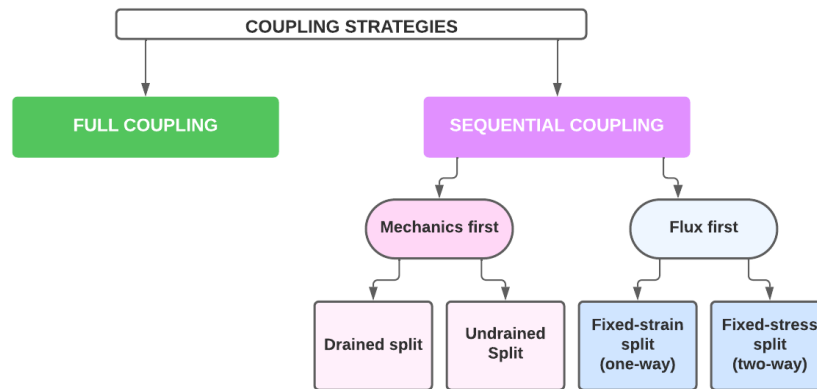 COUPLING STRATEGIES
FULL COUPLING
SEQUENTIAL COUPLING
Mechanics first
Flux first
Drained split
Undrained
Split
Fixed-strain
split
(one-way)
Fixed-stress
split
(two-way)